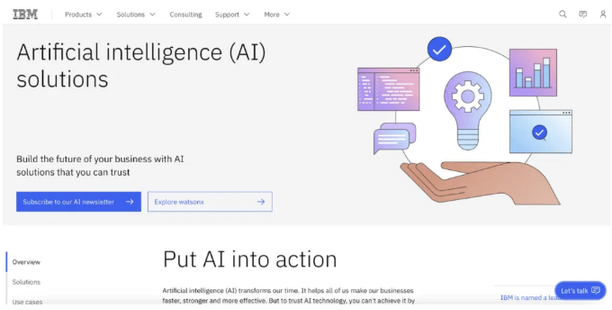 IBM
Products
Solutions
Consulting
Support
More
Artificial intelligence (AI)
solutions
Build the future of your business with AI
solutions that you can trust
Subscribe to our AI newsletter
Explore watsonx
Overview
Solutions
Use cases
Put AI into action
Artificial intelligence (AI) transforms our time. It helps all of us make our businesses
faster, stronger and more effective. But to trust AI technology, you can't achieve it by
IBM is named a
Let's talk